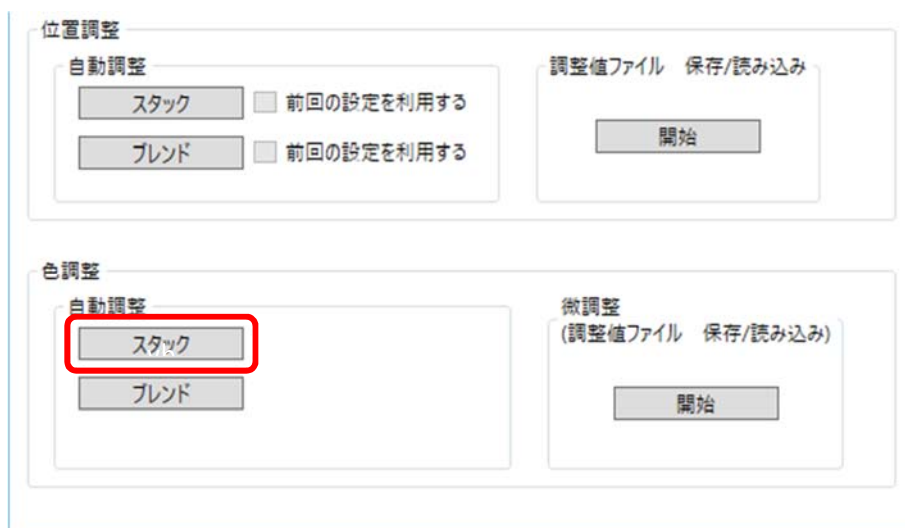 位置調整
自動調整
スタック
前回の設定を利用する
ブレンド
前回の設定を利用する
調整値ファイル　保存/読み込み
開始
色調整
自動調整
スタック
ブレンド
微調整
(調整値ファイル　保存/読み込み)
開始